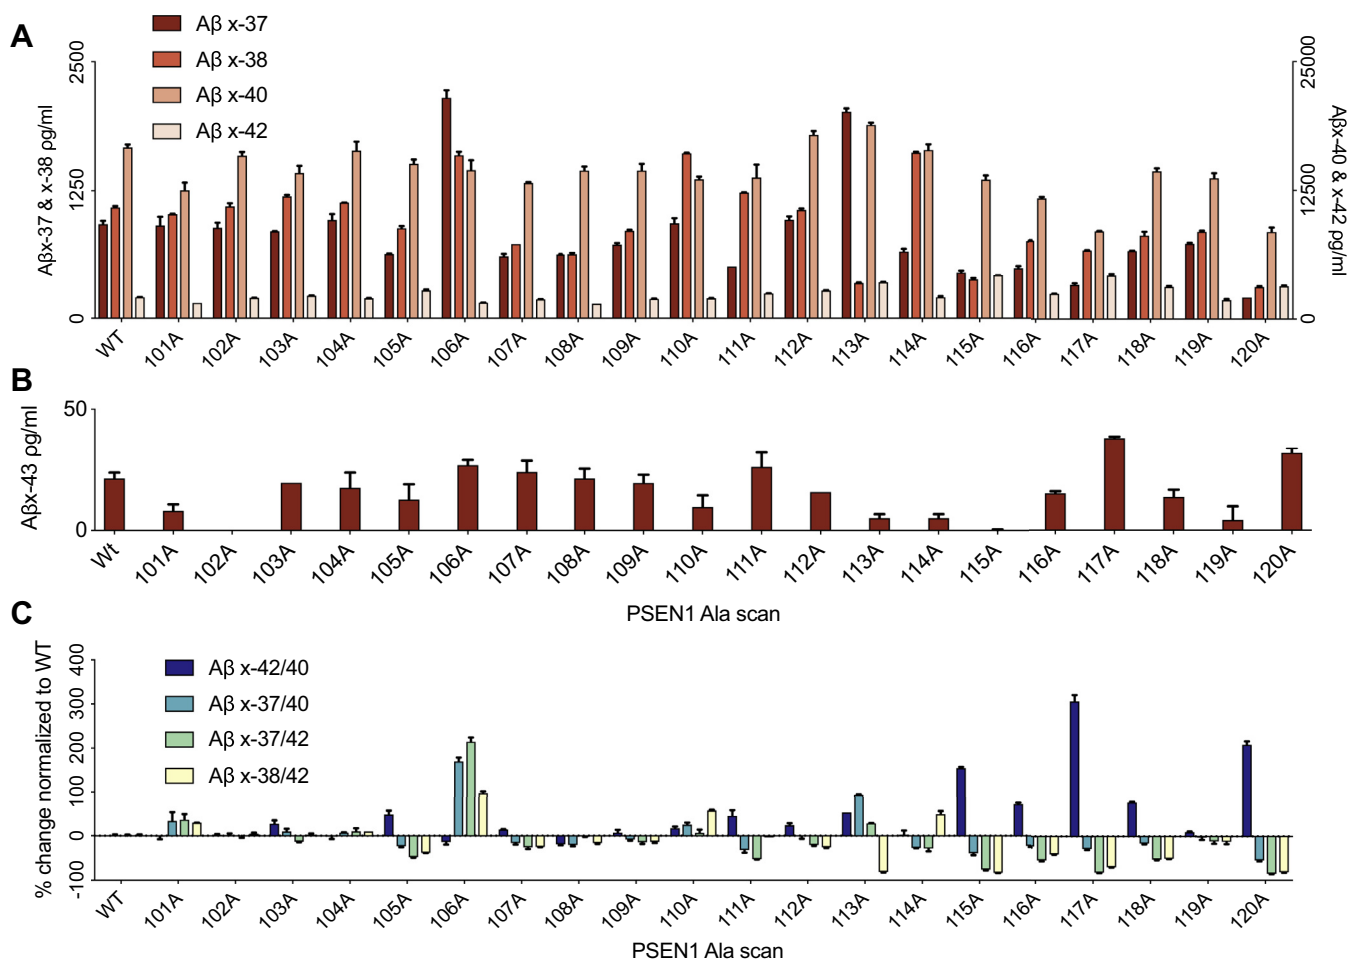 A
Aβ x-37
Aβ x-38
Aβ x-40
Aβ x-42
Aβx-37 & x-38 ρg/ml
2500
1250
0
25000
12500
0
Aβx-40 & x-42 ρg/ml
WT 101A 102A 103A 104A 105A 106A 107A 108A 109A 110A 111A 112A 113A 114A 115A 116A 117A 118A 119A 120A
B
Aβx-43 ρg/ml
50
0
Wt 101A 102A 103A 104A 105A 106A 107A 108A 109A 110A 111A 112A 113A 114A 115A 116A 117A 118A 119A 120A
PSEN1 Ala scan
C
Aβ x-42/40
Aβ x-37/40
Aβ x-37/42
Aβ x-38/42
% change normalized to WT
400
300
200
100
0
-100
WT 101A 102A 103A 104A 105A 106A 107A 108A 109A 110A 111A 112A 113A 114A 115A 116A 117A 118A 119A 120A
PSEN1 Ala scan